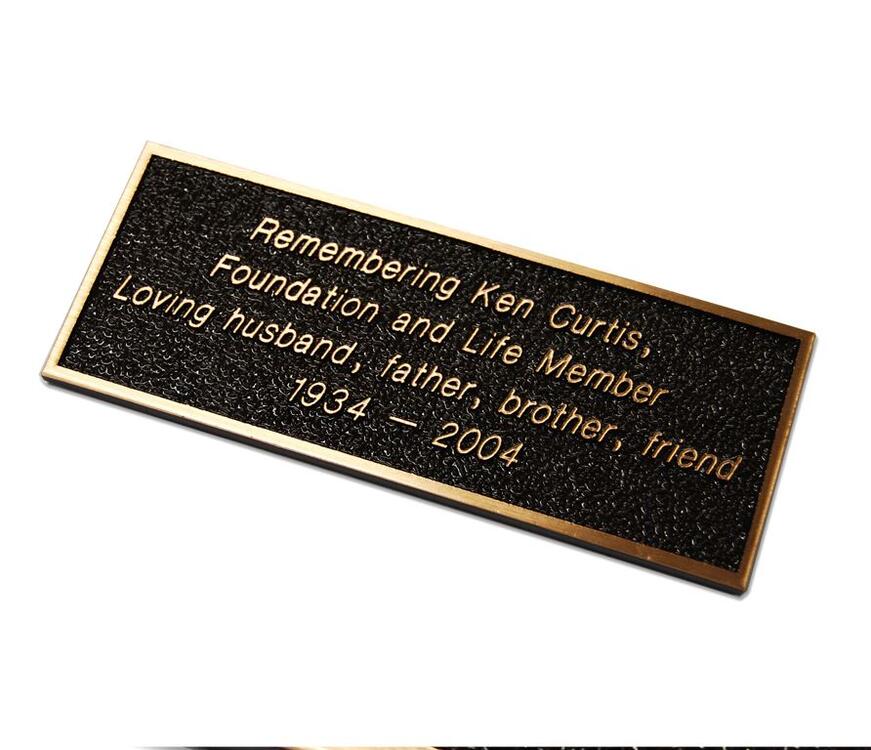 Remembering Ken Curtis,
Foundation and Life Member
Loving husband, father, brother, friend
1934 — 2004